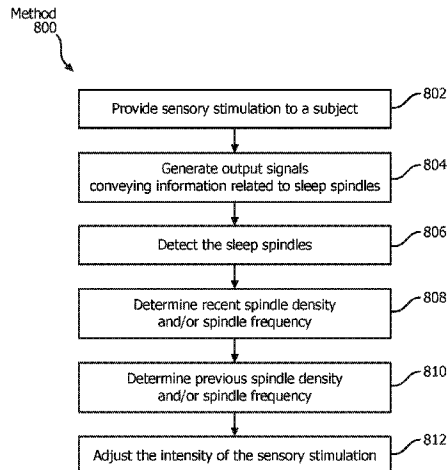 Method
800
Provide sensory stimulation to a subject
802
Generate output signals
conveying information related to sleep spindles
804
Detect the sleep spindles
806
Determine recent spindle density
and/or spindle frequency
808
Determine previous spindle density
and/or spindle frequency
810
Adjust the intensity of the sensory stimulation
812